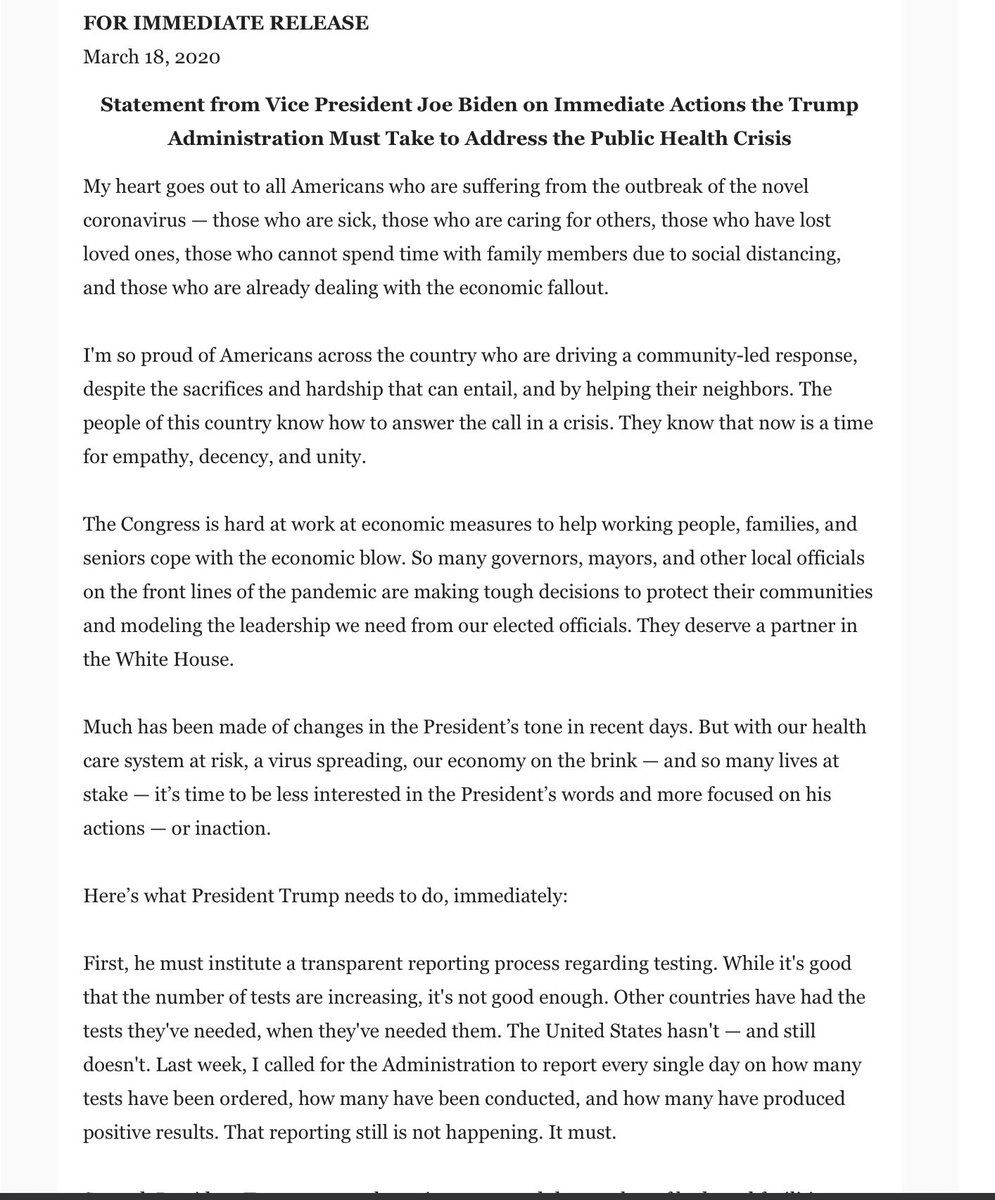 FOR IMMEDIATE RELEASE
March 18, 2020
Statement from Vice President Joe Biden on Immediate Actions the Trump
Administration Must Take to Address the Public Health Crisis
My heart goes out to all Americans who are suffering from the outbreak of the novel
coronavirus — those who are sick, those who are caring for others, those who have lost
loved ones, those who cannot spend time with family members due to social distancing,
and those who are already dealing with the economic fallout.
I'm so proud of Americans across the country who are driving a community-led response,
despite the sacrifices and hardship that can entail, and by helping their neighbors. The
people of this country know how to answer the call in a crisis. They know that now is a time
for empathy, decency, and unity.
The Congress is hard at work at economic measures to help working people, families, and
seniors cope with the economic blow. So many governors, mayors, and other local officials
on the front lines of the pandemic are making tough decisions to protect their communities
and modeling the leadership we need from our elected officials. They deserve a partner in
the White House.
Much has been made of changes in the President’s tone in recent days. But with our health
care system at risk, a virus spreading, our economy on the brink — and so many lives at
stake — it’s time to be less interested in the President’s words and more focused on his
actions — or inaction.
Here’s what President Trump needs to do, immediately:
First, he must institute a transparent reporting process regarding testing. While it's good
that the number of tests are increasing, it's not good enough. Other countries have had the
tests they've needed, when they've needed them. The United States hasn't — and still
doesn't. Last week, I called for the Administration to report every single day on how many
tests have been ordered, how many have been conducted, and how many have produced
positive results. That reporting still is not happening. It must.